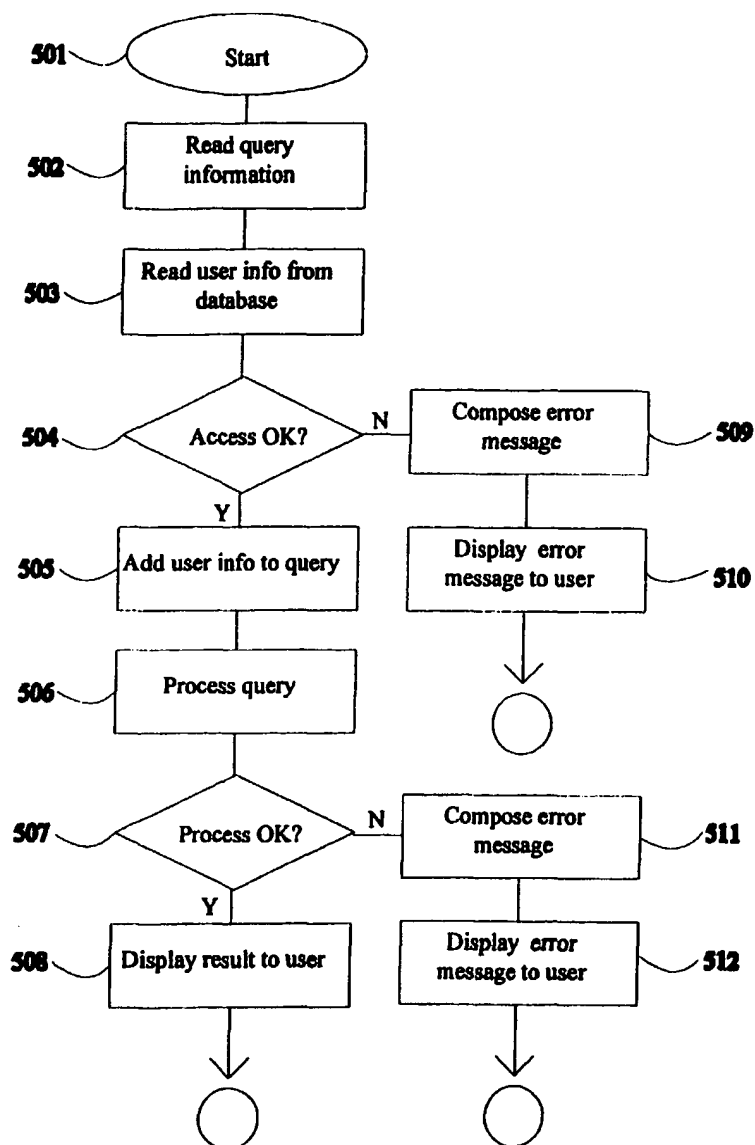 501
Start
502
Read query
information
503
Read user info from
database
504
Access OK?
N
Compose error
message
509
Y
505
Add user info to query
Display error
message to user
510
506
Process query
507
Process OK?
N
Compose error
message
511
Y
508
Display result to user
Display error
message to user
512